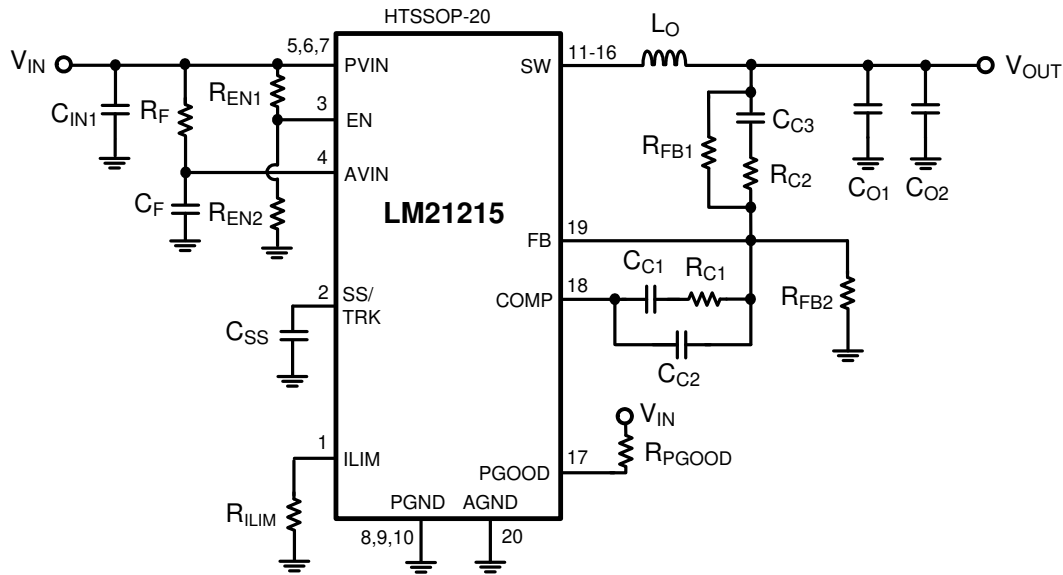 HTSSOP-20
V_IN
5,6,7
PVIN
SW
11-16
L_O
V_OUT
C_IN1
R_F
R_EN1
3
EN
4
AVIN
C_F
R_EN2
LM21215
R_FB1
C_C3
R_C2
C_O1
C_O2
FB
19
C_C1
R_C1
COMP
18
R_FB2
C_C2
2
SS/
TRK
C_SS
V_IN
R_PGOOD
1
ILIM
PGOOD
17
R_ILIM
PGND
AGND
8,9,10
20